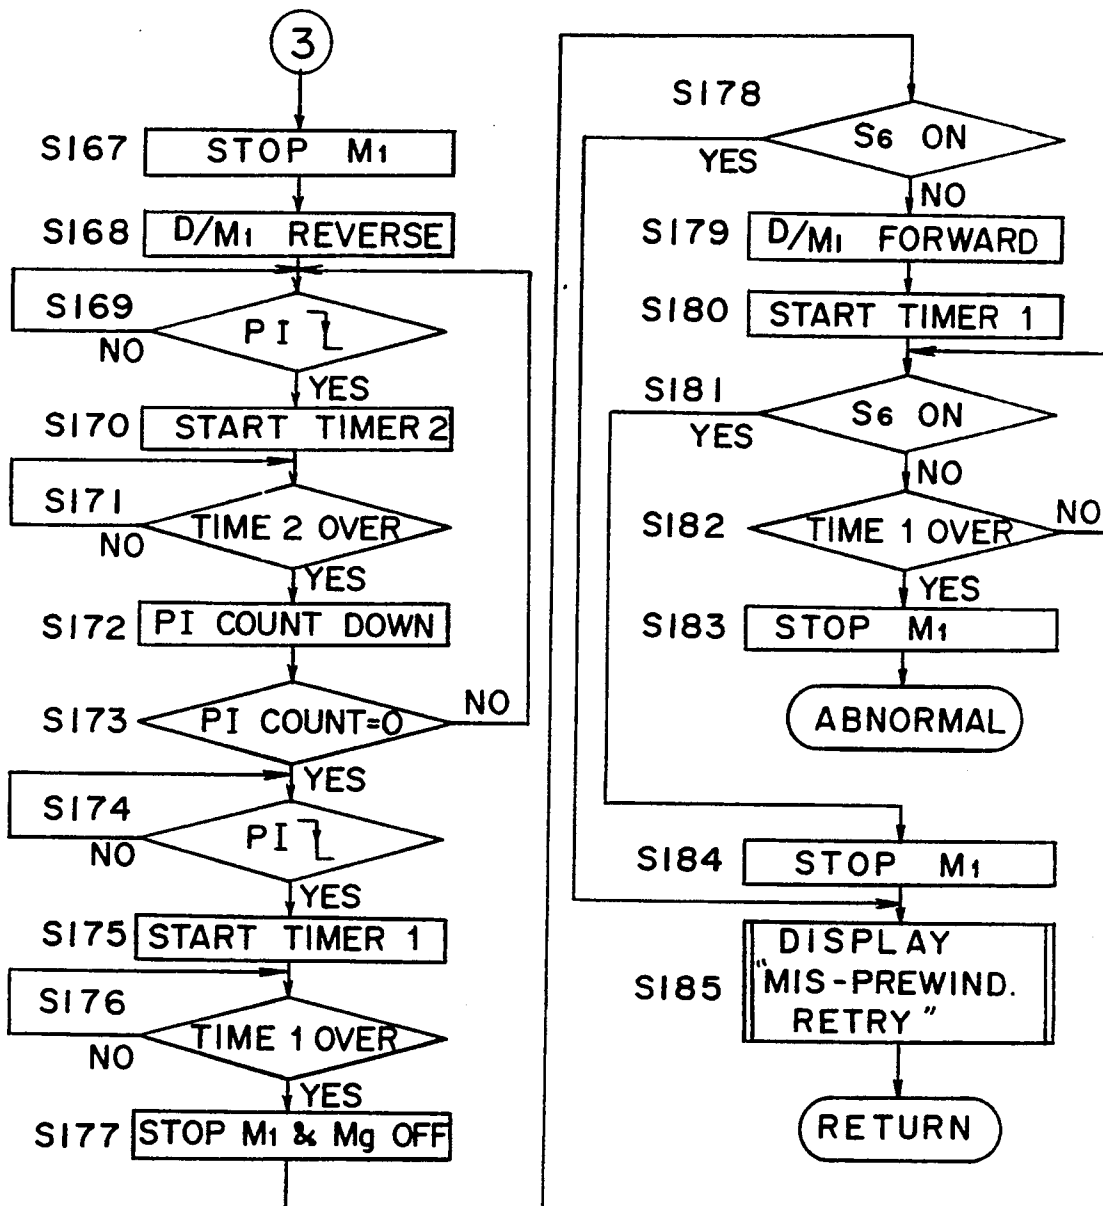 3
S167
STOP M1
S168
D/M1 REVERSE
S169
PI
NO
YES
S170
START TIMER 2
S171
TIME 2 OVER
NO
YES
S172
PI COUNT DOWN
S173
PI COUNT=0
NO
YES
S174
PI
NO
YES
S175
START TIMER 1
S176
TIME 1 OVER
NO
YES
S177
STOP M1 & Mg OFF
S178
S6 ON
YES
NO
S179
D/M1 FORWARD
S180
START TIMER 1
S181
S6 ON
YES
NO
S182
TIME 1 OVER
NO
YES
S183
STOP M1
ABNORMAL
S184
STOP M1
S185
DISPLAY
"MIS-PREWIND.
RETRY"
RETURN